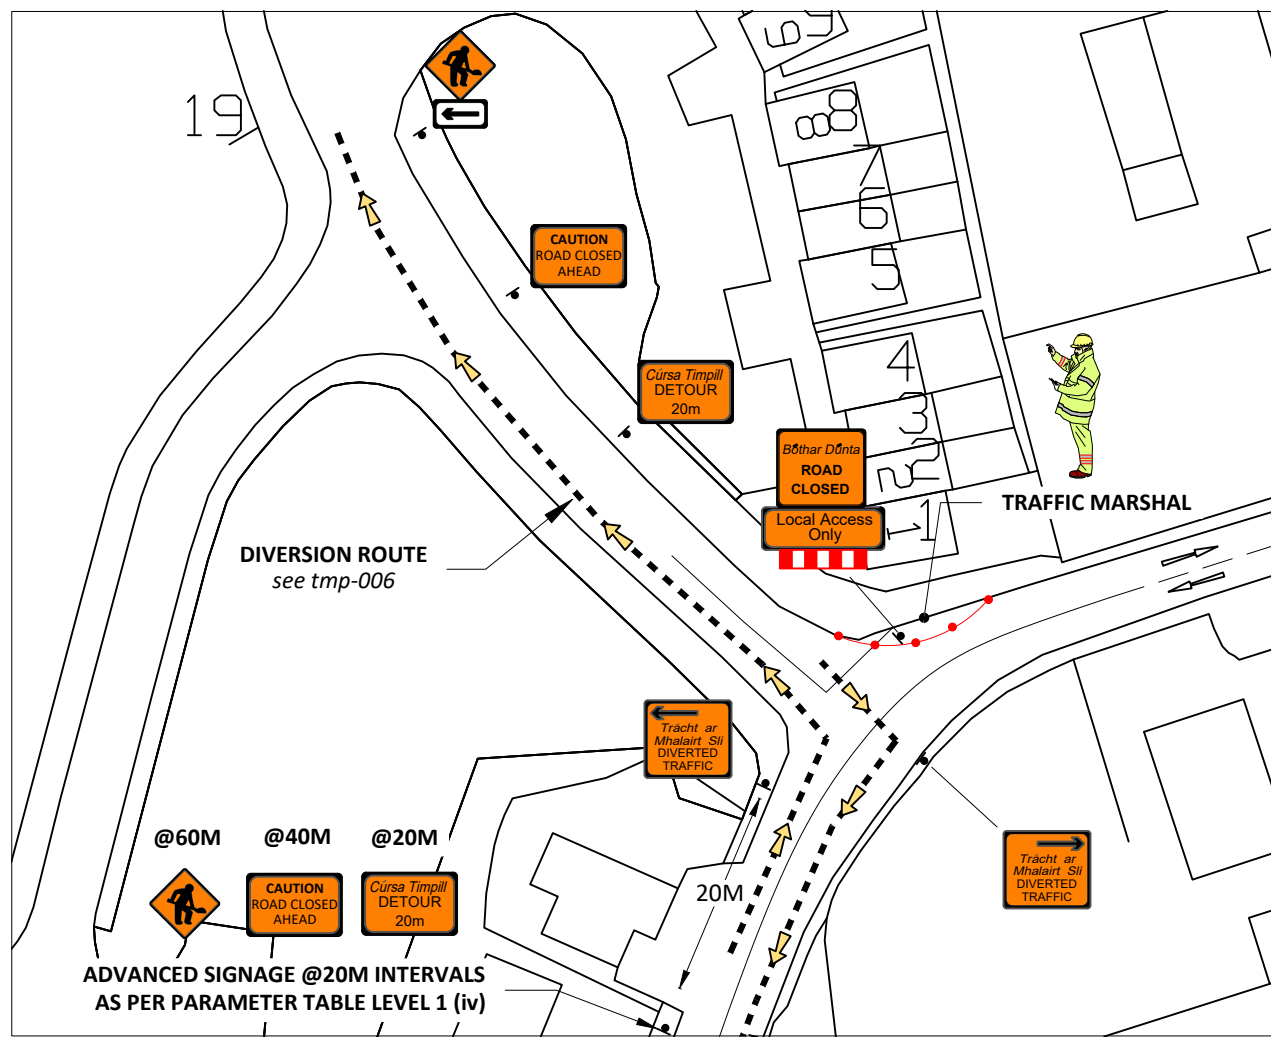 19
CAUTION
ROAD CLOSED
AHEAD
Cúrsa Timpill
DETOUR
20m
8
7
6
5
4
3
2
1
Bóthar Dúnta
ROAD
CLOSED
Local Access
Only
TRAFFIC MARSHAL
DIVERSION ROUTE
see tmp-006
Trácht ar
Mhalairt Slí
DIVERTED
TRAFFIC
Trácht ar
Mhalairt Slí
DIVERTED
TRAFFIC
20M
@60M
@40M
@20M
CAUTION
ROAD CLOSED
AHEAD
Cúrsa Timpill
DETOUR
20m
ADVANCED SIGNAGE @20M INTERVALS
AS PER PARAMETER TABLE LEVEL 1 (iv)